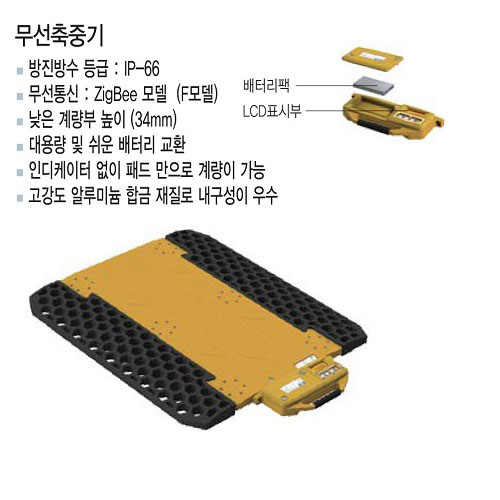 무선축중기
방진방수 등급 : IP-66
무선통신 : ZigBee 모델 (F모델)
낮은 계량부 높이 (34mm)
대용량 및 쉬운 배터리 교환
인디케이터 없이 패드 만으로 계량이 가능
고강도 알루미늄 합금 재질로 내구성이 우수
배터리팩
LCD표시부